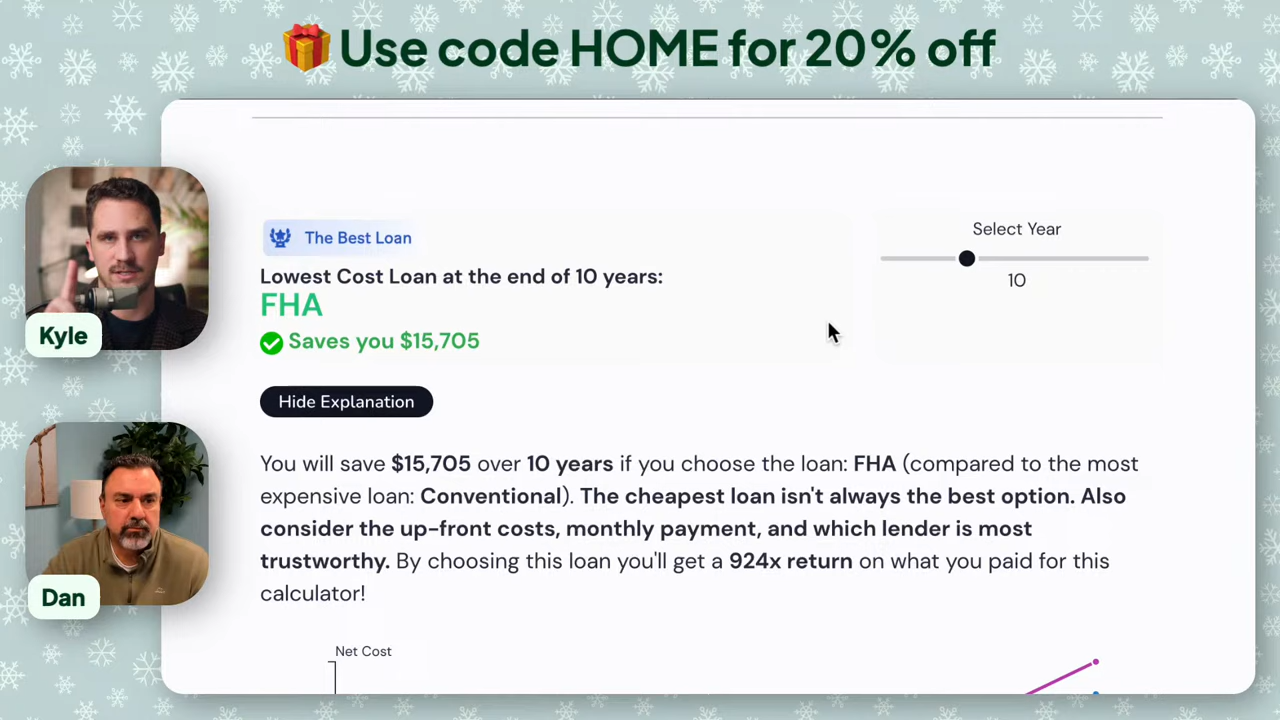 Use code HOME for 20% off
Kyle
Dan
The Best Loan
Lowest Cost Loan at the end of 10 years:
FHA
Saves you $15,705
Select Year
10
Hide Explanation
You will save $15,705 over 10 years if you choose the loan: FHA (compared to the most
expensive loan: Conventional). The cheapest loan isn't always the best option. Also
consider the up-front costs, monthly payment, and which lender is most
trustworthy. By choosing this loan you'll get a 924x return on what you paid for this
calculator!
Net Cost